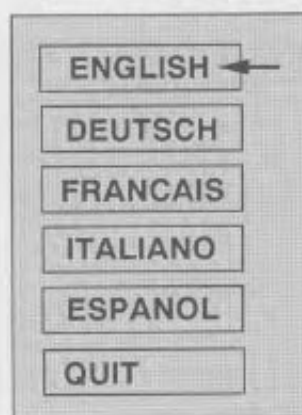 ENGLISH
DEUTSCH
FRANCAIS
ITALIANO
ESPANOL
QUIT